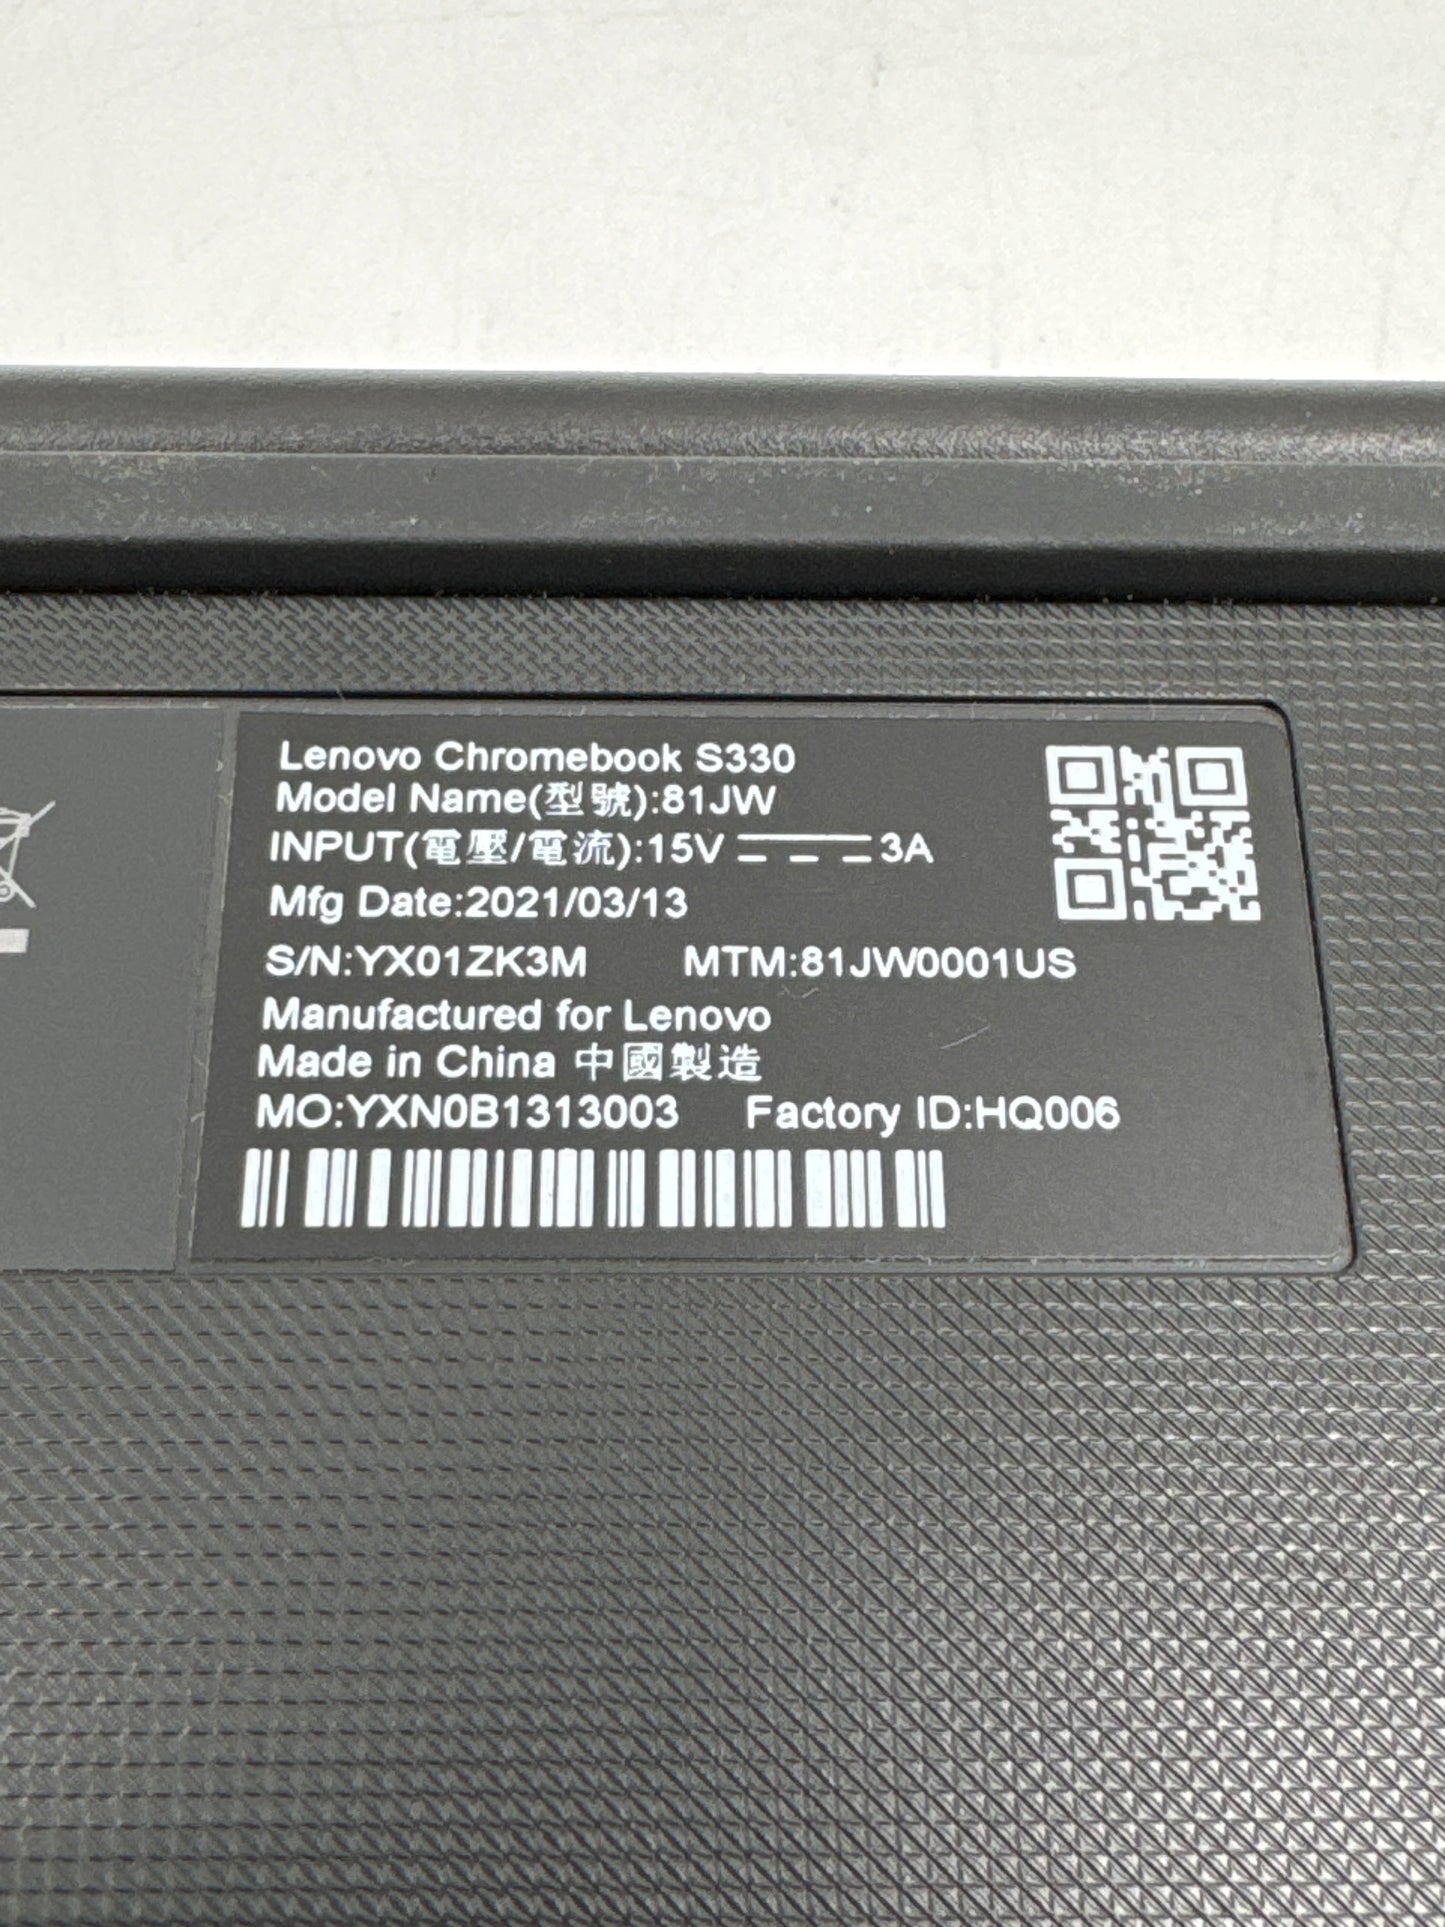 Lenovo Chromebook S330
Model Name(型號):81JW
INPUT(電壓/電流):15V ⎓ 3A
Mfg Date:2021/03/13
S/N:YX01ZK3M MTM:81JW0001US
Manufactured for Lenovo
Made in China 中國製造
MO:YXN0B1313003 Factory ID:HQ006